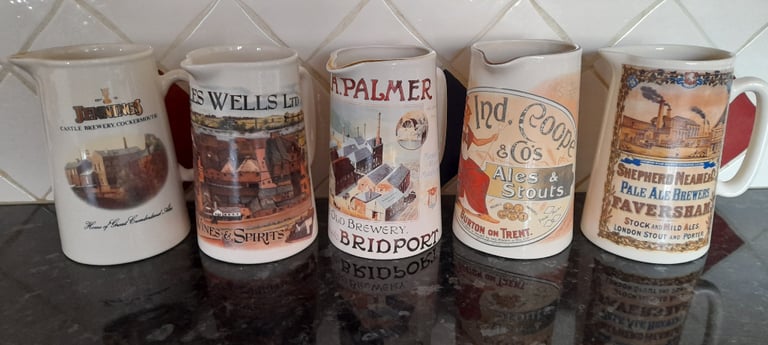 JENNINGS
CASTLE BREWERY, COCKERMOUTH
Home of Great Cumberland Ales
ES WELLS LTD
WINES & SPIRITS
A. PALMER
OLD BREWERY.
BRIDPORT
Ind, Coope
& Co's
Ales &
Stouts.
BURTON ON TRENT.
SHEPHERD NEAME
PALE ALE BREWERS
FAVERSHAM
STOCK AND MILD ALES.
LONDON STOUT AND PORTER